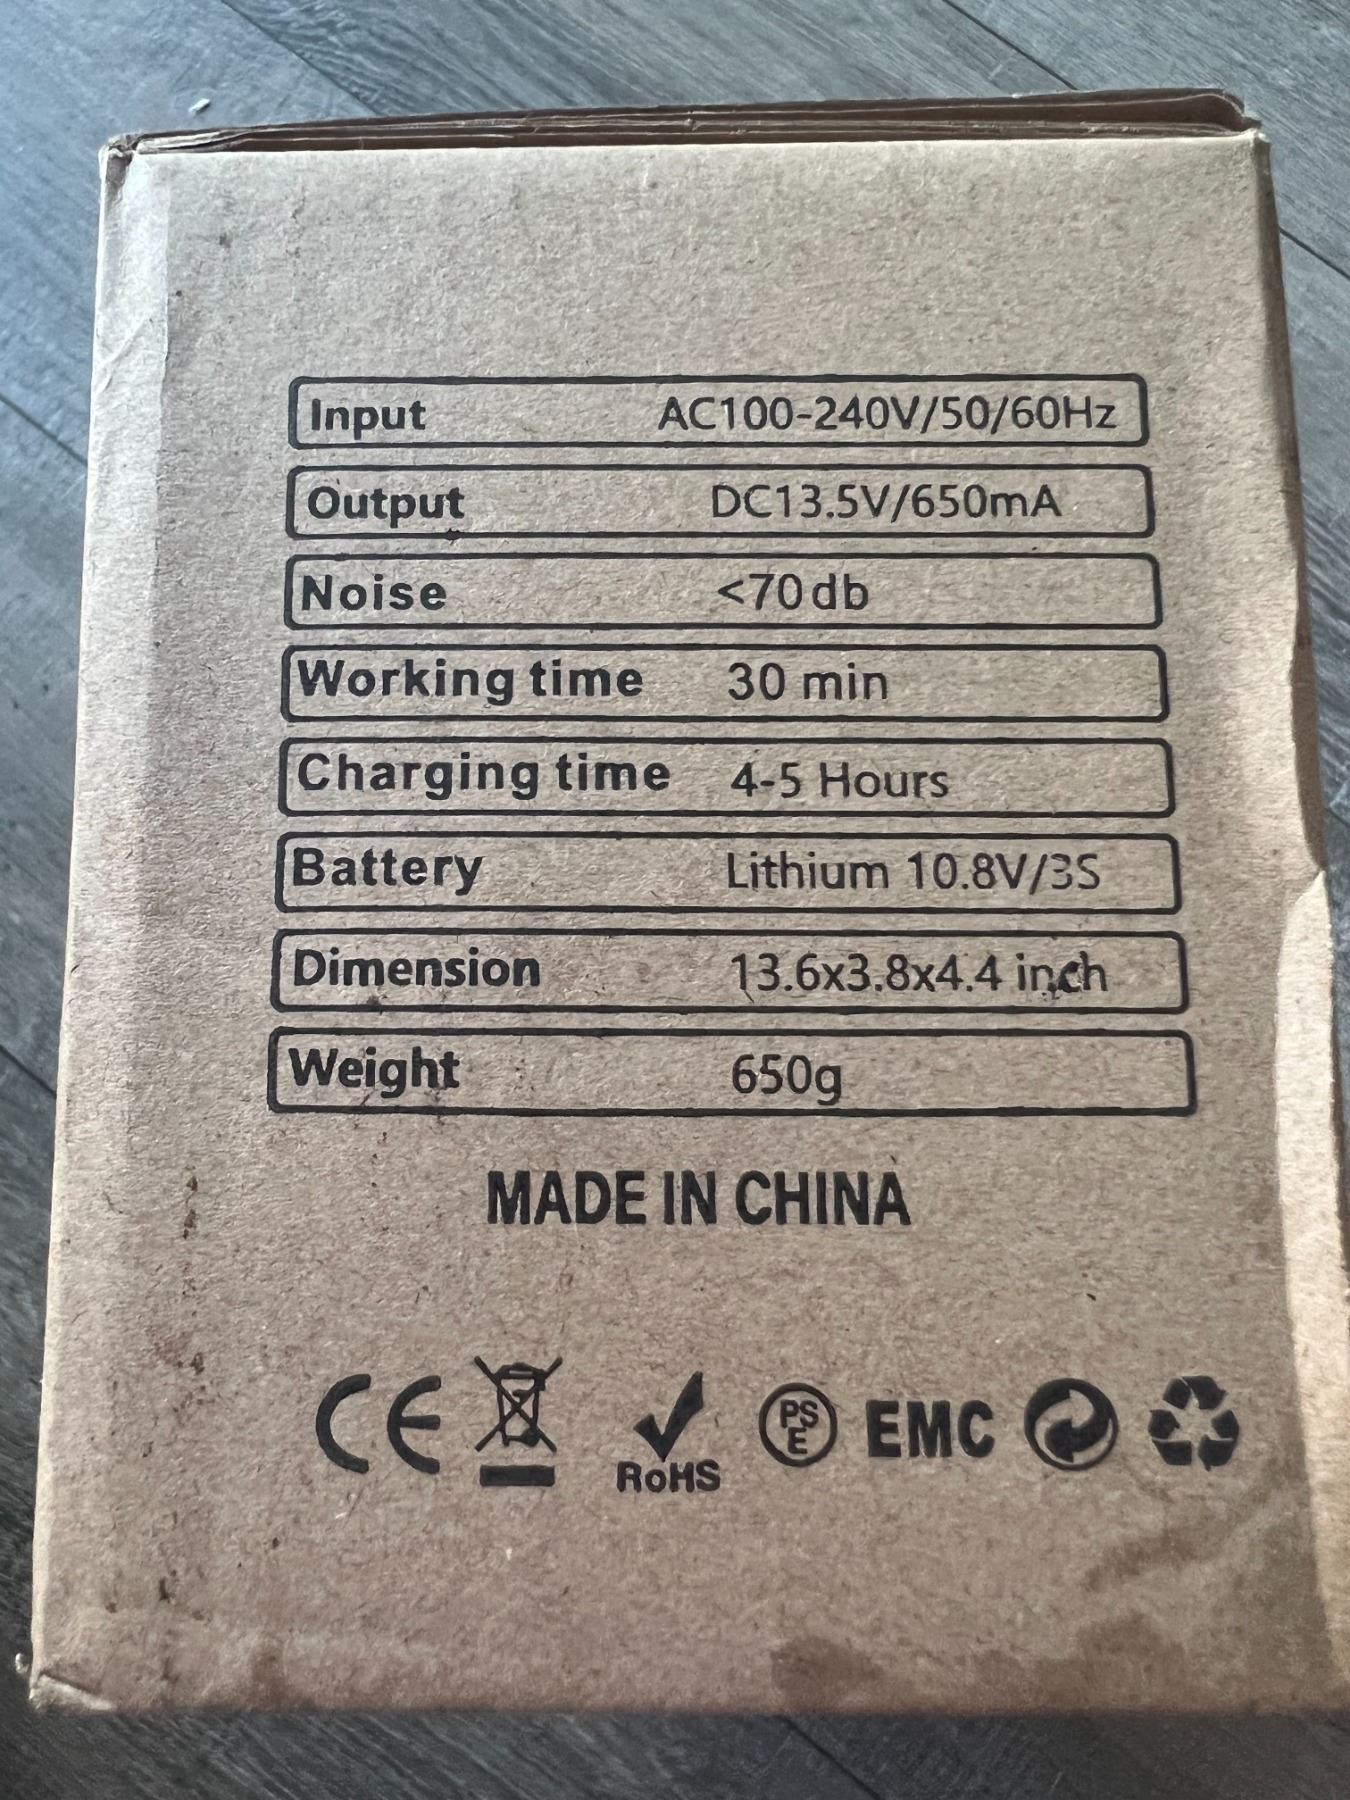 Input AC100-240V/50/60Hz
Output DC13.5V/650mA
Noise <70db
Working time 30 min
Charging time 4-5 Hours
Battery Lithium 10.8V/3S
Dimension 13.6x3.8x4.4 inch
Weight 650g
MADE IN CHINA
CE RoHS PSE EMC